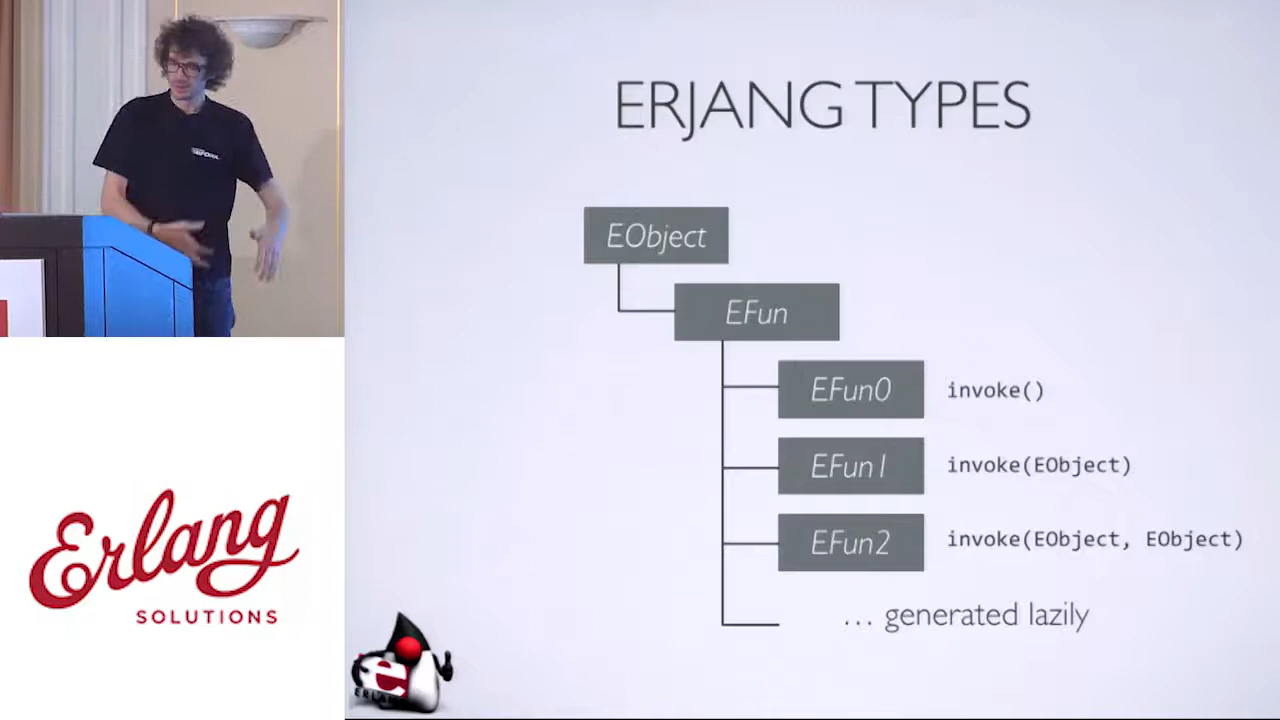 ERJANG TYPES
EObject
EFun
EFun0 invoke()
EFun1 invoke(EObject)
EFun2 invoke(EObject, EObject)
... generated lazily
Erlang
SOLUTIONS
e